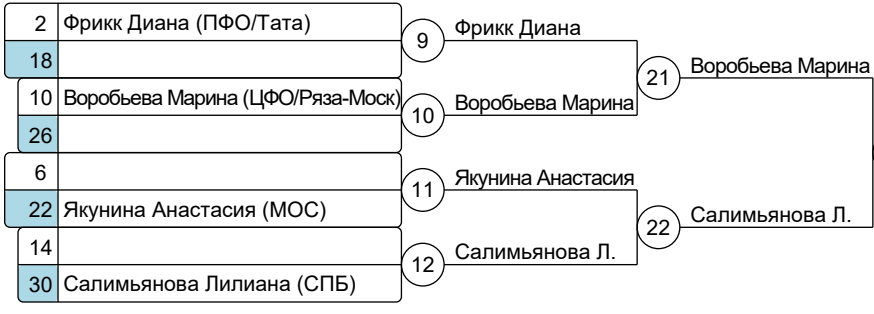 2 Фрикк Диана (ПФО/Тата)
9 Фрикк Диана
18
21 Воробьева Марина
10 Воробьева Марина (ЦФО/Ряза-Моск)
10 Воробьева Марина
26
6
11 Якунина Анастасия
22 Якунина Анастасия (МОС)
22 Салимьянова Л.
14
12 Салимьянова Л.
30 Салимьянова Лилиана (СПБ)